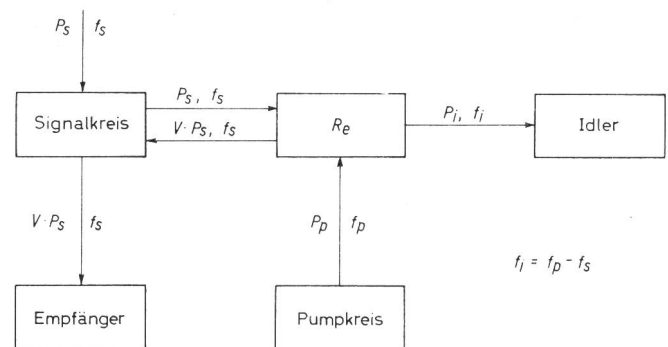 P_s f_s
Signalkreis
P_s, f_s
V·P_s, f_s
R_e
P_i, f_i
Idler
V·P_s f_s
P_p f_p
f_i = f_p - f_s
Empfänger
Pumpkreis